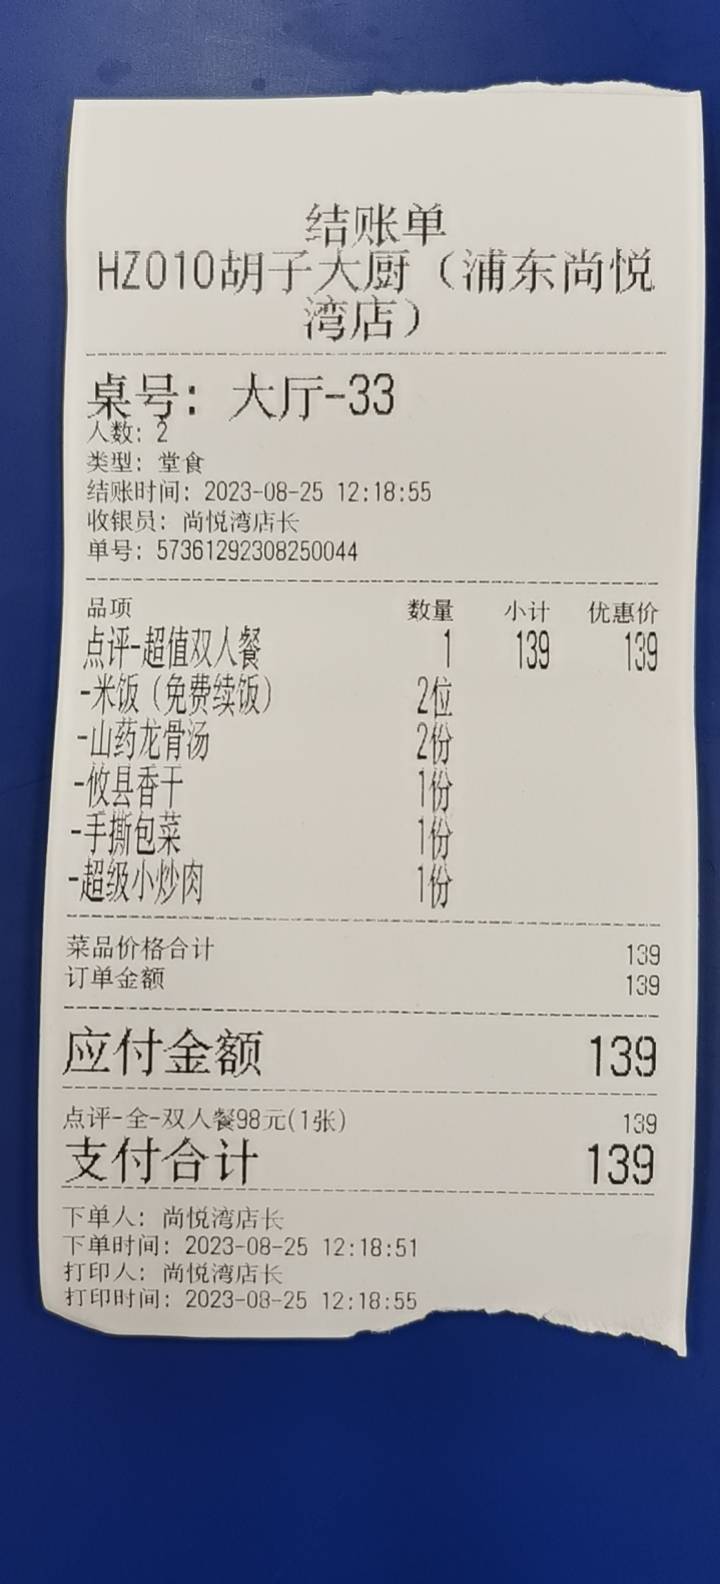 结账单
HZ010胡子大厨（浦东尚悦
湾店）
桌号：大厅-33
人数：2
类型：堂食
结账时间：2023-08-25 12:18:55
收银员：尚悦湾店长
单号：573612923082500​44
品项 数量 小计 优惠价
点评-超值双人餐 1 139 139
-米饭（免费续饭） 2位
-山药龙骨汤 2份
-攸县香干 1份
-手撕包菜 1份
-超级小炒肉 1份
菜品价格合计 139
订单金额 139
应付金额 139
点评-全-双人餐98元(1张) 139
支付合计 139
下单人：尚悦湾店长
下单时间：2023-08-25 12:18:51
打印人：尚悦湾店长
打印时间：2023-08-25 12:18:55